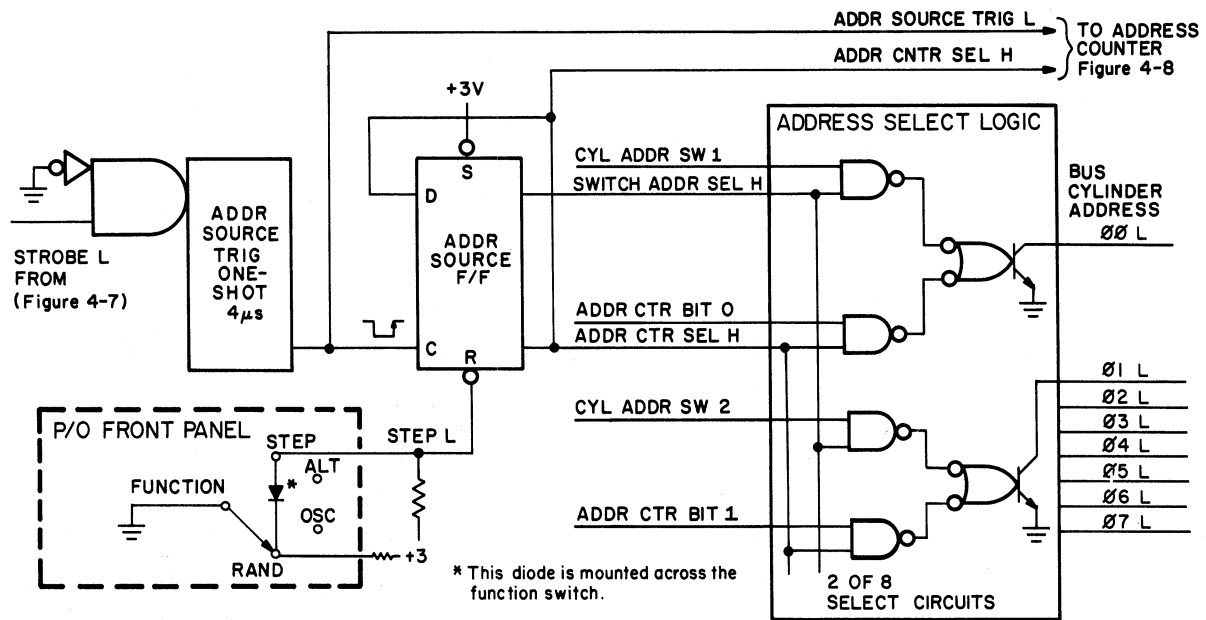 ADDR SOURCE TRIG L
ADDR CNTR SEL H
TO ADDRESS
COUNTER
Figure 4-8
+3V
ADDRESS SELECT LOGIC
CYL ADDR SW 1
SWITCH ADDR SEL H
S
D
ADDR
SOURCE
F/F
C
R
ADDR
SOURCE
TRIG
ONE-
SHOT
4µs
STROBE L
FROM
(Figure 4-7)
BUS
CYLINDER
ADDRESS
ØØ L
ADDR CTR BIT 0
ADDR CTR SEL H
Ø1 L
Ø2 L
Ø3 L
Ø4 L
Ø5 L
Ø6 L
Ø7 L
CYL ADDR SW 2
ADDR CTR BIT 1
P/O FRONT PANEL
STEP
STEP L
ALT
*
FUNCTION
OSC
RAND
+3
* This diode is mounted across the
function switch.
2 OF 8
SELECT CIRCUITS